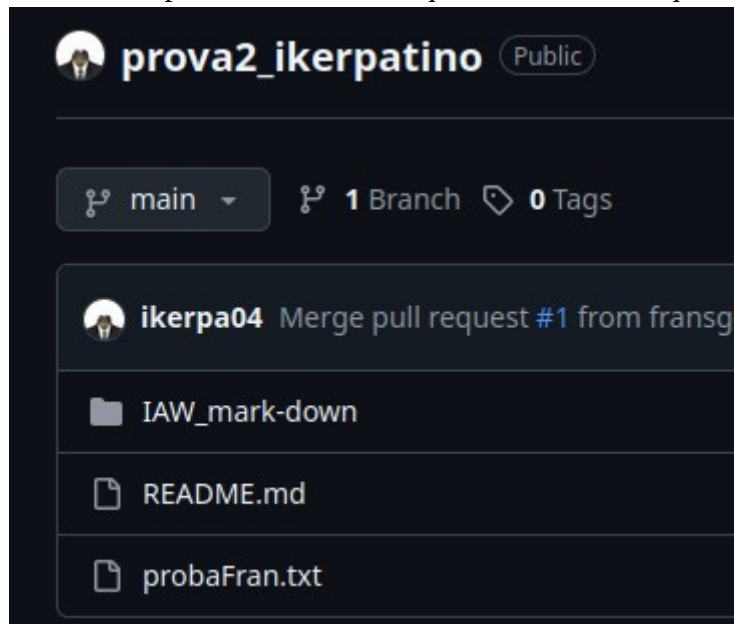 prova2_ikerpatino Public
main 1 Branch 0 Tags
ikerpa04 Merge pull request #1 from fransg
IAW_mark-down
README.md
probaFran.txt